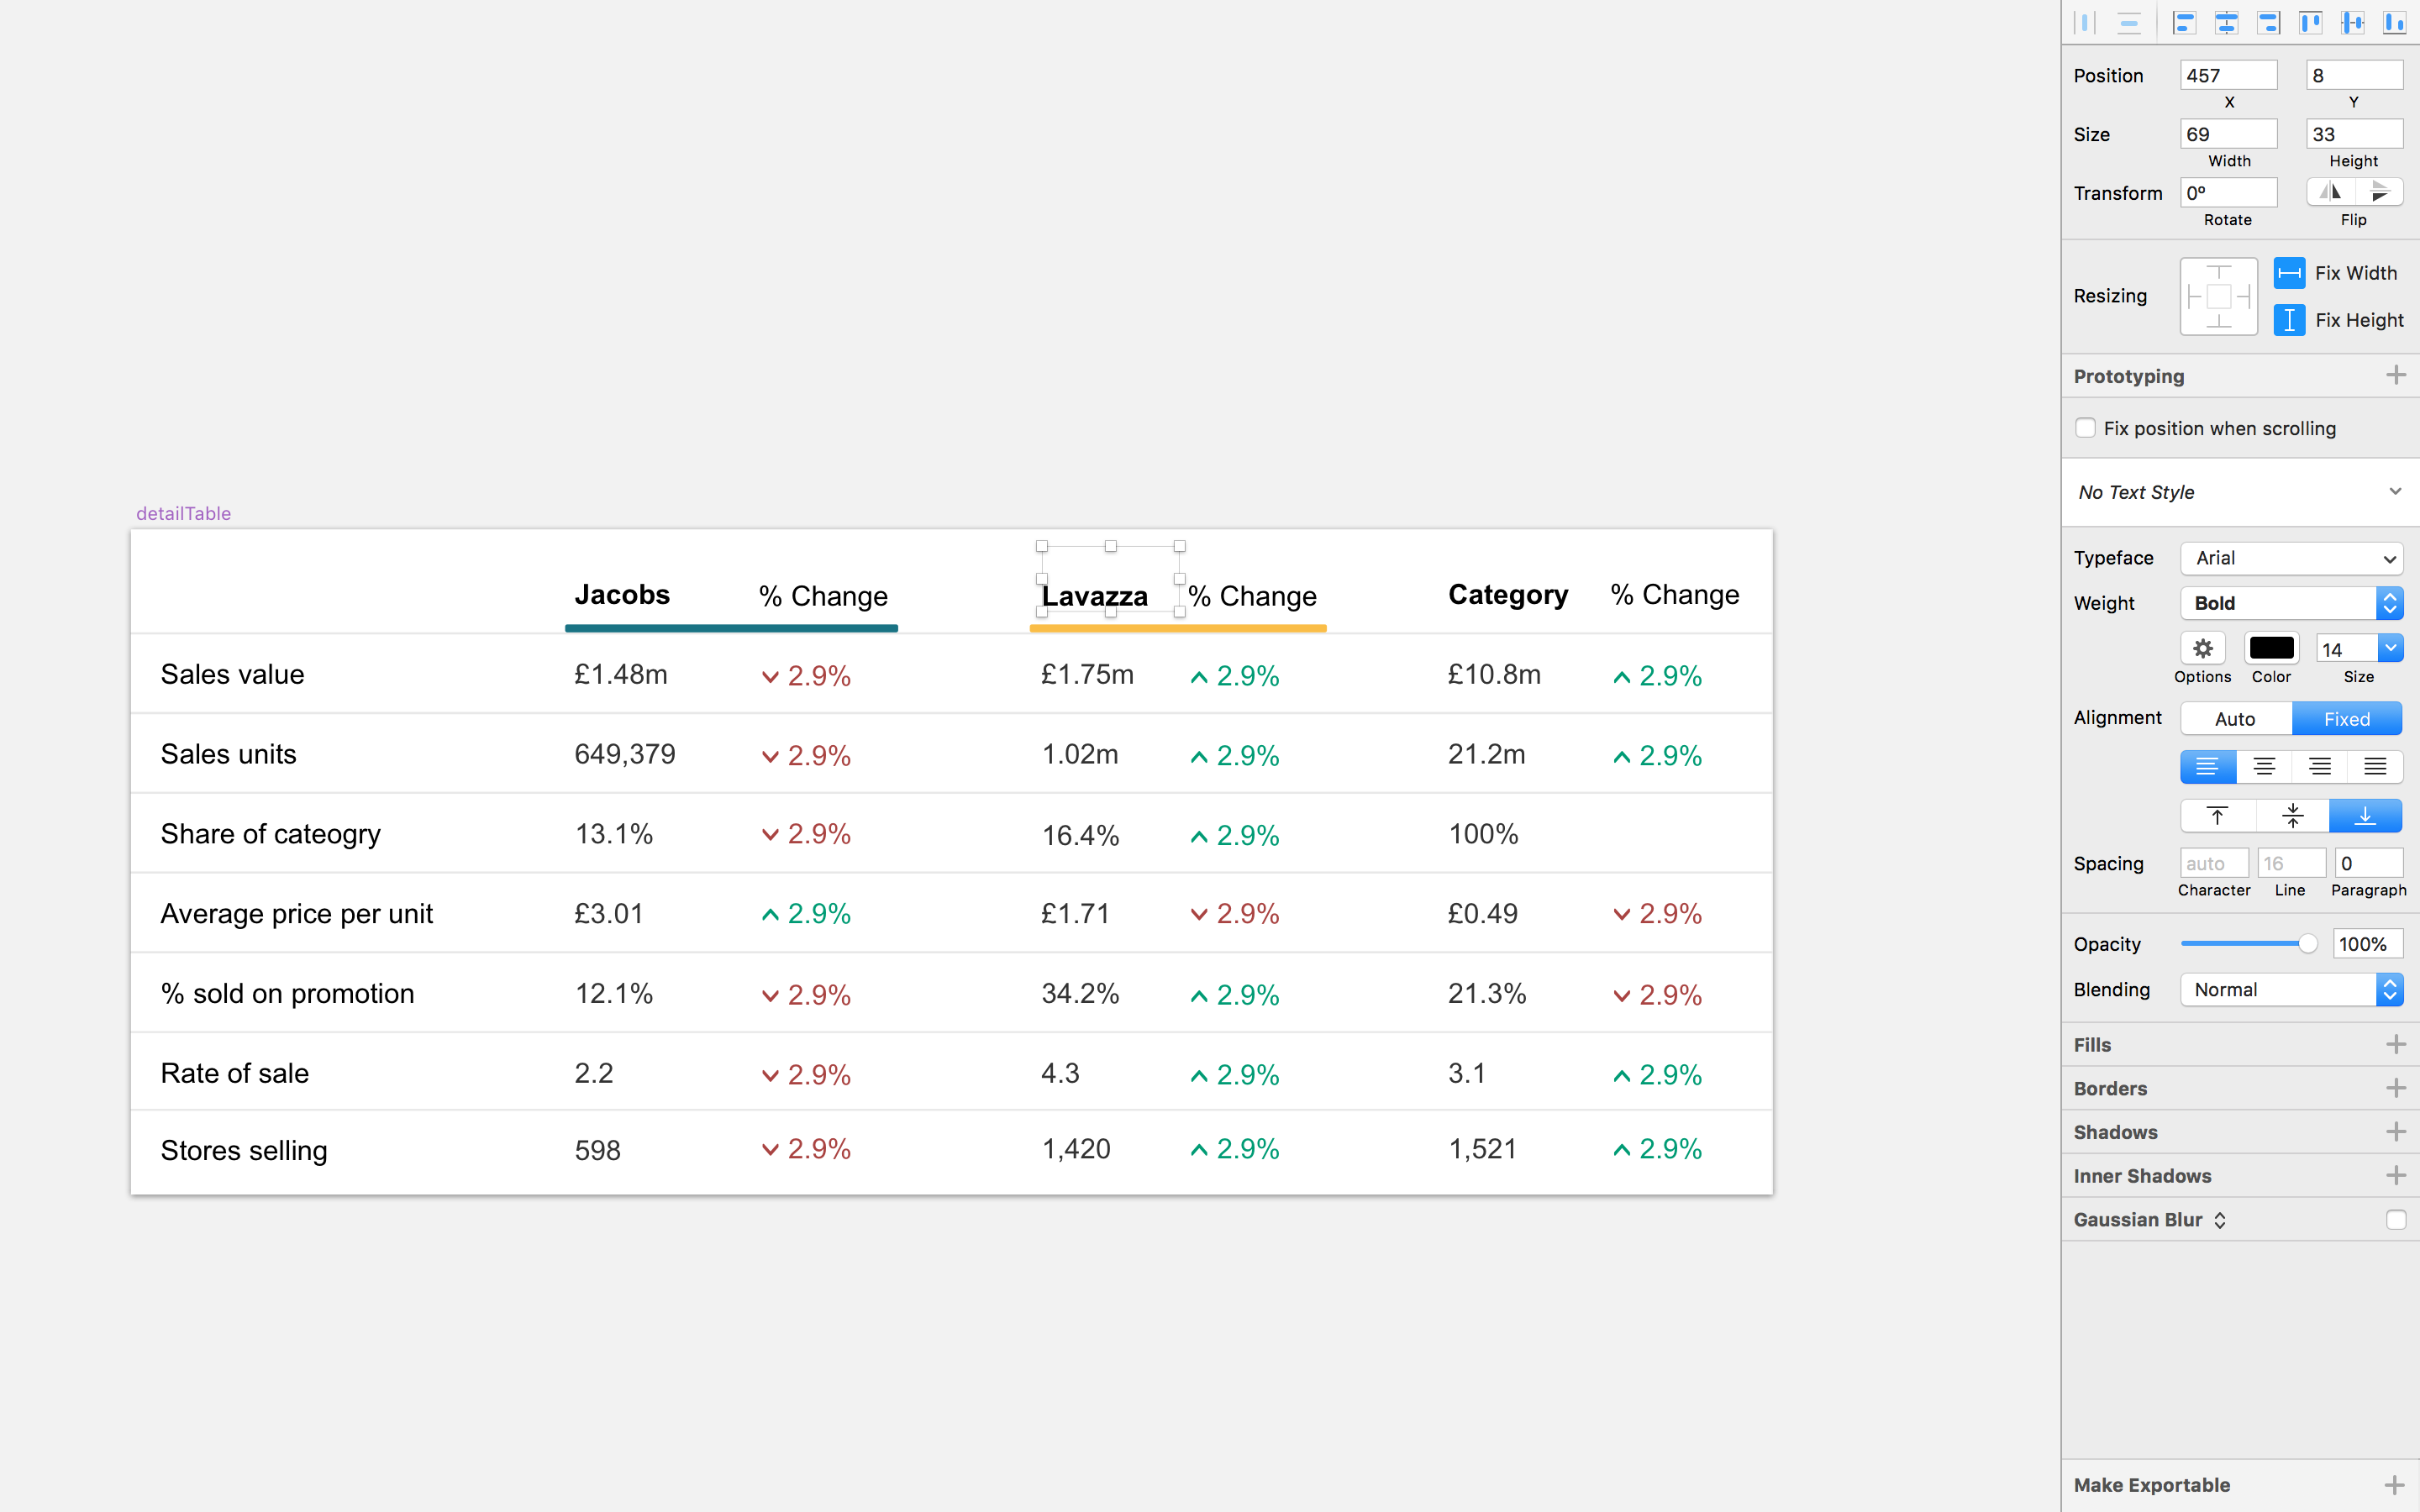 Position 457 8
X Y
Size 69 33
Width Height
Transform 0º
Rotate Flip
Resizing Fix Width
Fix Height
Prototyping
Fix position when scrolling
No Text Style
Typeface Arial
Weight Bold
14
Options Color Size
Alignment Auto Fixed
Spacing auto 16 0
Character Line Paragraph
Opacity 100%
Blending Normal
Fills
Borders
Shadows
Inner Shadows
Gaussian Blur
Make Exportable
detailTable
Jacobs % Change Lavazza % Change Category % Change
Sales value £1.48m 2.9% £1.75m 2.9% £10.8m 2.9%
Sales units 649,379 2.9% 1.02m 2.9% 21.2m 2.9%
Share of cateogry 13.1% 2.9% 16.4% 2.9% 100%
Average price per unit £3.01 2.9% £1.71 2.9% £0.49 2.9%
% sold on promotion 12.1% 2.9% 34.2% 2.9% 21.3% 2.9%
Rate of sale 2.2 2.9% 4.3 2.9% 3.1 2.9%
Stores selling 598 2.9% 1,420 2.9% 1,521 2.9%